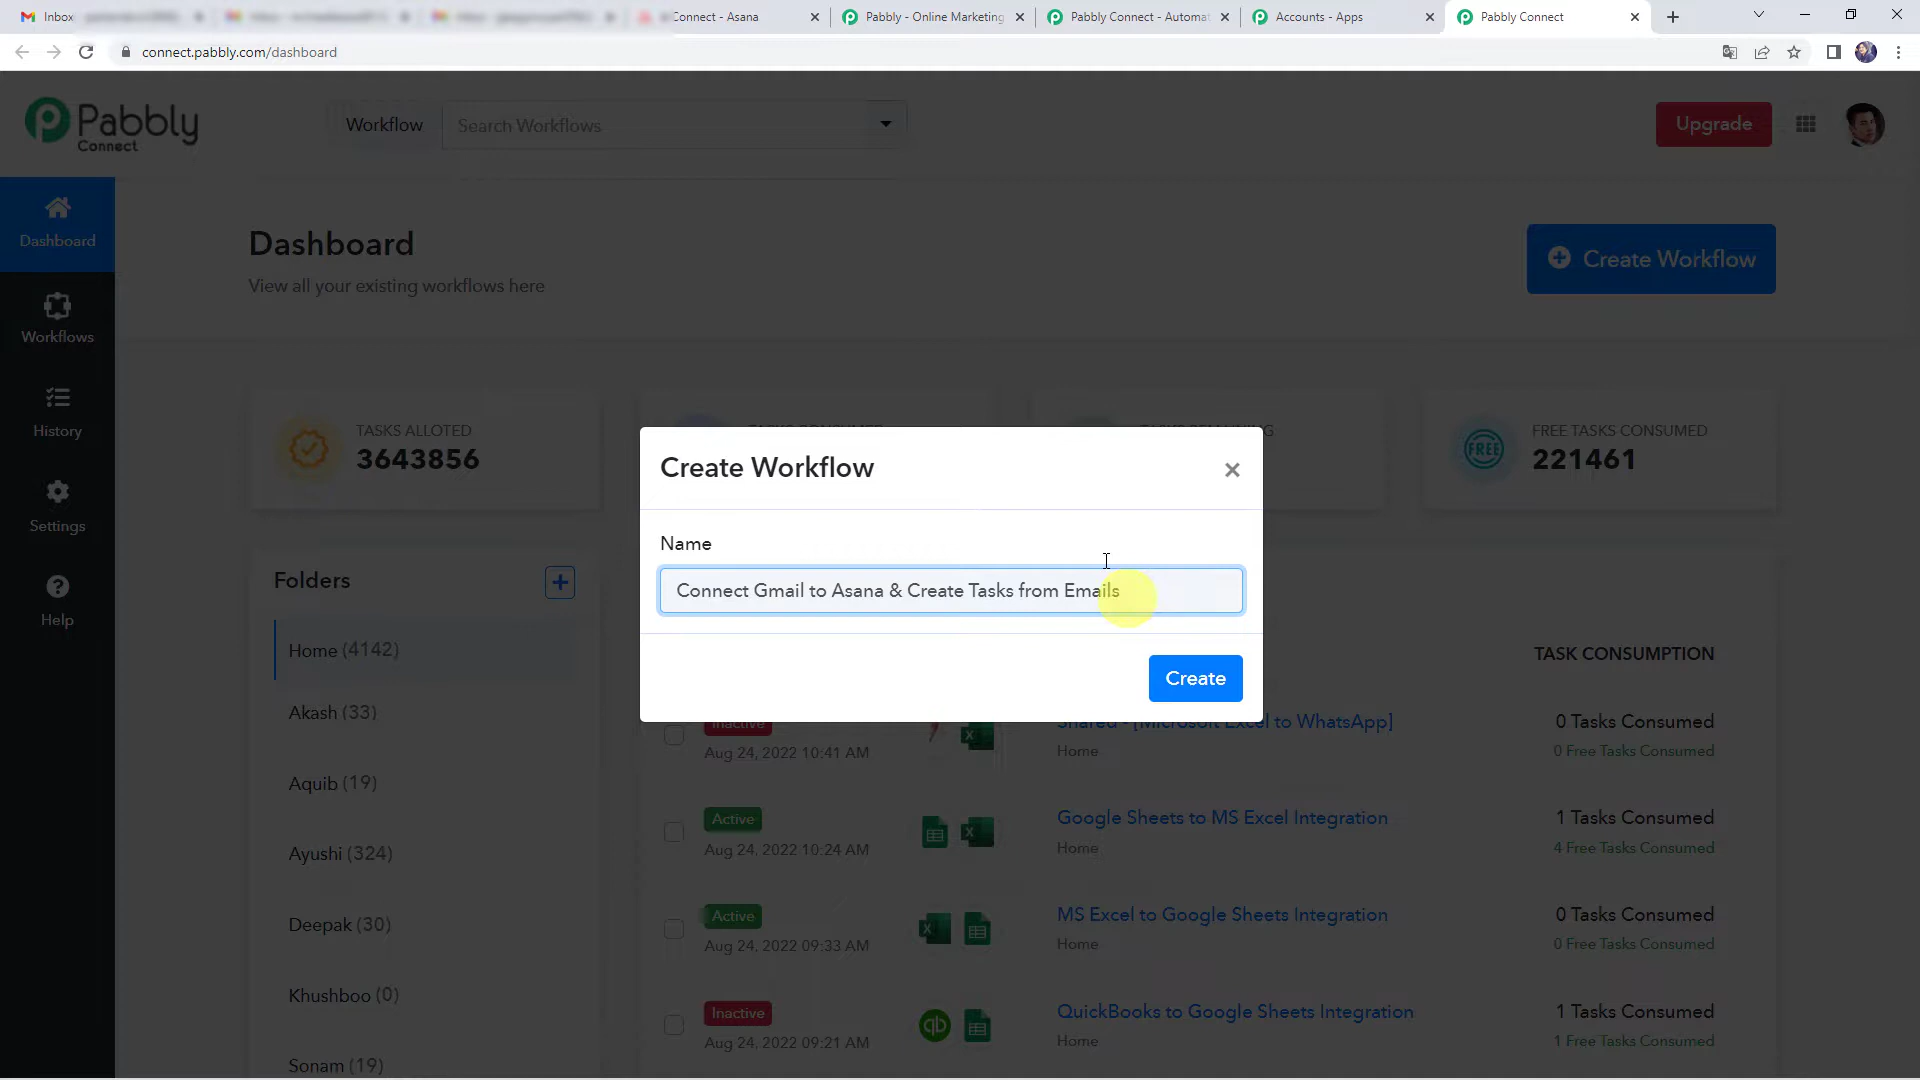 Inbox
Connect - Asana
Pabbly - Online Marketing
Pabbly Connect - Automat
Accounts - Apps
Pabbly Connect
connect.pabbly.com/dashboard
Pabbly
Connect
Workflow
Search Workflows
Upgrade
Dashboard
Workflows
History
Settings
Help
Dashboard
View all your existing workflows here
Create Workflow
TASKS ALLOTED
3643856
FREE
FREE TASKS CONSUMED
221461
Create Workflow
×
Name
Connect Gmail to Asana & Create Tasks from Emails
Create
Folders
Home (4142)
Akash (33)
Aquib (19)
Ayushi (324)
Deepak (30)
Khushboo (0)
Sonam (19)
TASK CONSUMPTION
Inactive
Aug 24, 2022 10:41 AM
Shared - [Microsoft Excel to WhatsApp]
Home
0 Tasks Consumed
0 Free Tasks Consumed
Active
Aug 24, 2022 10:24 AM
Google Sheets to MS Excel Integration
Home
1 Tasks Consumed
4 Free Tasks Consumed
Active
Aug 24, 2022 09:33 AM
MS Excel to Google Sheets Integration
Home
0 Tasks Consumed
0 Free Tasks Consumed
Inactive
Aug 24, 2022 09:21 AM
QuickBooks to Google Sheets Integration
Home
1 Tasks Consumed
1 Free Tasks Consumed